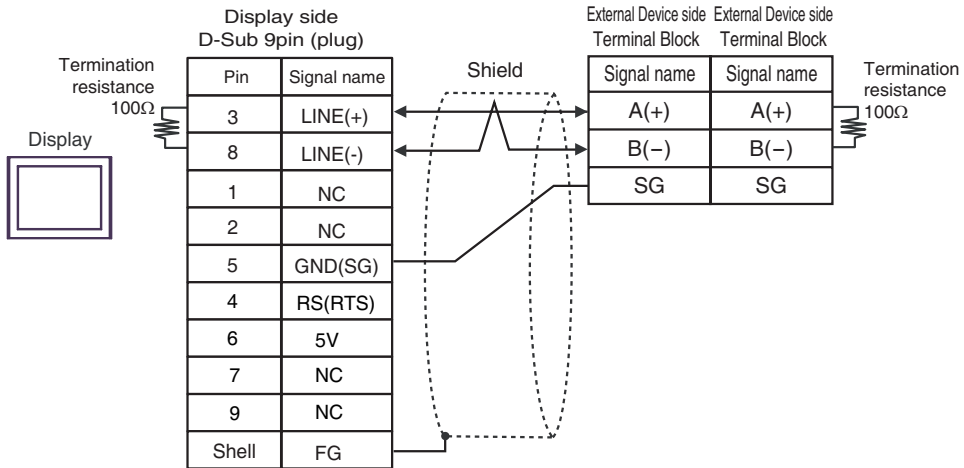 Display side
D-Sub 9pin (plug)
External Device side External Device side
Terminal Block Terminal Block
Termination
resistance
100Ω
Pin Signal name
Shield
Signal name Signal name
Termination
resistance
100Ω
Display
3 LINE(+)
A(+) A(+)
8 LINE(-)
B(−) B(−)
1 NC
SG SG
2 NC
5 GND(SG)
4 RS(RTS)
6 5V
7 NC
9 NC
Shell FG